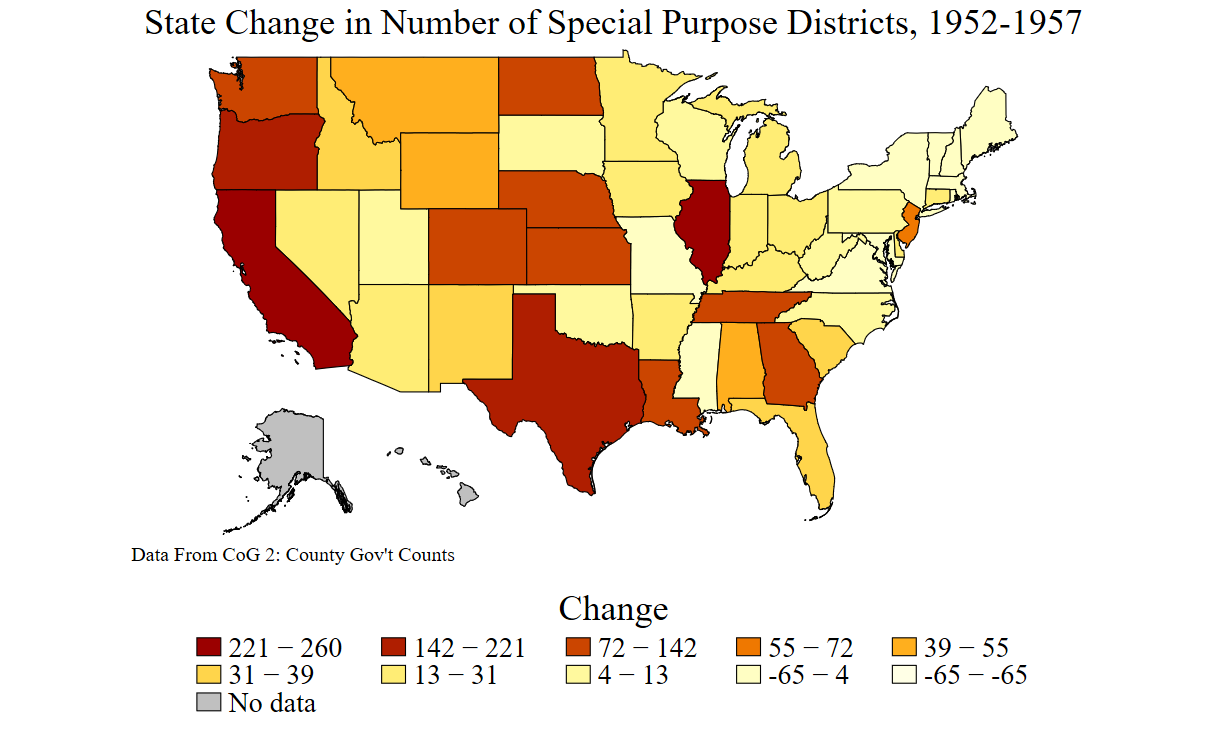 State Change in Number of Special Purpose Districts, 1952-1957
Data From CoG 2: County Gov't Counts
Change
221 − 260 142 − 221 72 − 142 55 − 72 39 − 55
31 − 39 13 − 31 4 − 13 -65 − 4 -65 − -65
No data